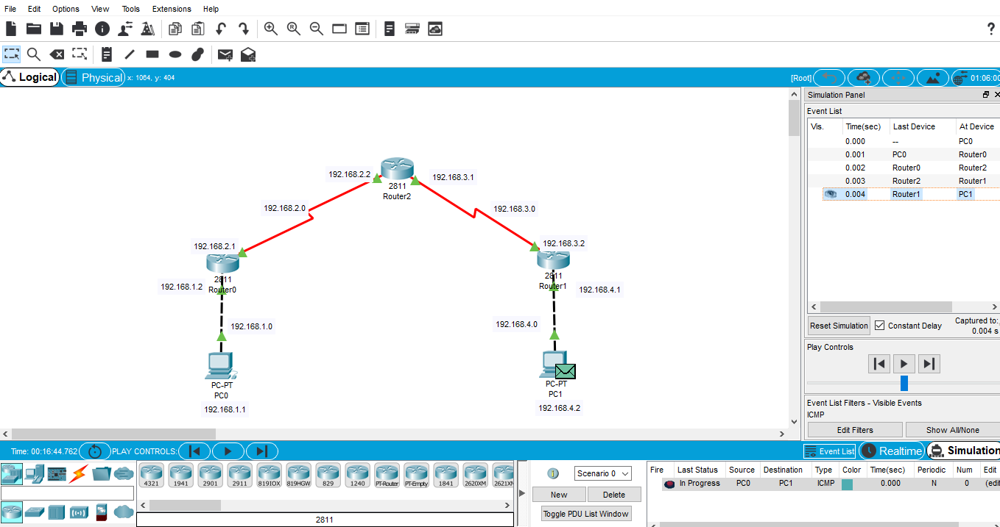 File Edit Options View Tools Extensions Help
Logical Physical x: 1084, y: 404 [Root] 01:06:00
Simulation Panel
Event List
Vis. Time(sec) Last Device At Device
0.000 -- PC0
0.001 PC0 Router0
0.002 Router0 Router2
0.003 Router2 Router1
0.004 Router1 PC1
192.168.2.2
192.168.3.1
2811
Router2
192.168.2.0
192.168.3.0
192.168.2.1
192.168.3.2
2811
Router0
192.168.1.2
2811
Router1
192.168.4.1
192.168.1.0
192.168.4.0
PC-PT
PC0
192.168.1.1
PC-PT
PC1
192.168.4.2
Reset Simulation Constant Delay Captured to:
0.004 s
Play Controls
Event List Filters - Visible Events
ICMP
Edit Filters Show All/None
Time: 00:16:44.762 PLAY CONTROLS: Event List Realtime Simulation
4321 1941 2901 2911 819IOX 819HGW 829 1240 PT-Router PT-Empty 1841 2620XM 2621XM
2811
1 Scenario 0
New Delete
Toggle PDU List Window
Fire Last Status Source Destination Type Color Time(sec) Periodic Num Edit
In Progress PC0 PC1 ICMP 0.000 N 0 (edit